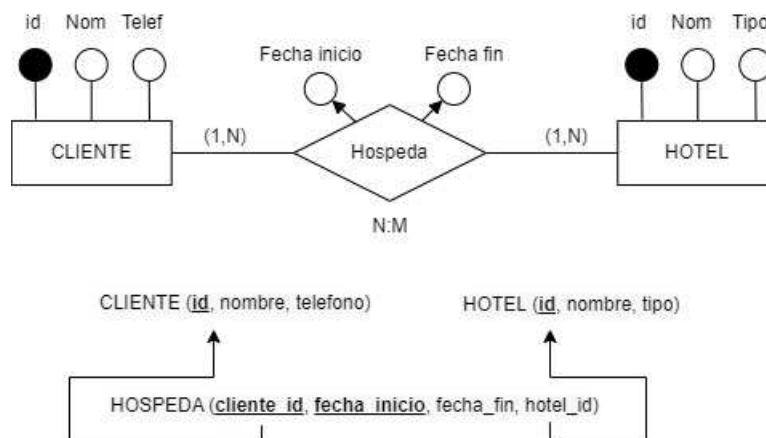 id Nom Telef
Fecha inicio Fecha fin
id Nom Tipo
CLIENTE (1,N) Hospeda (1,N) HOTEL
N:M
CLIENTE (id, nombre, telefono) HOTEL (id, nombre, tipo)
HOSPEDA (cliente_id, fecha_inicio, fecha_fin, hotel_id)